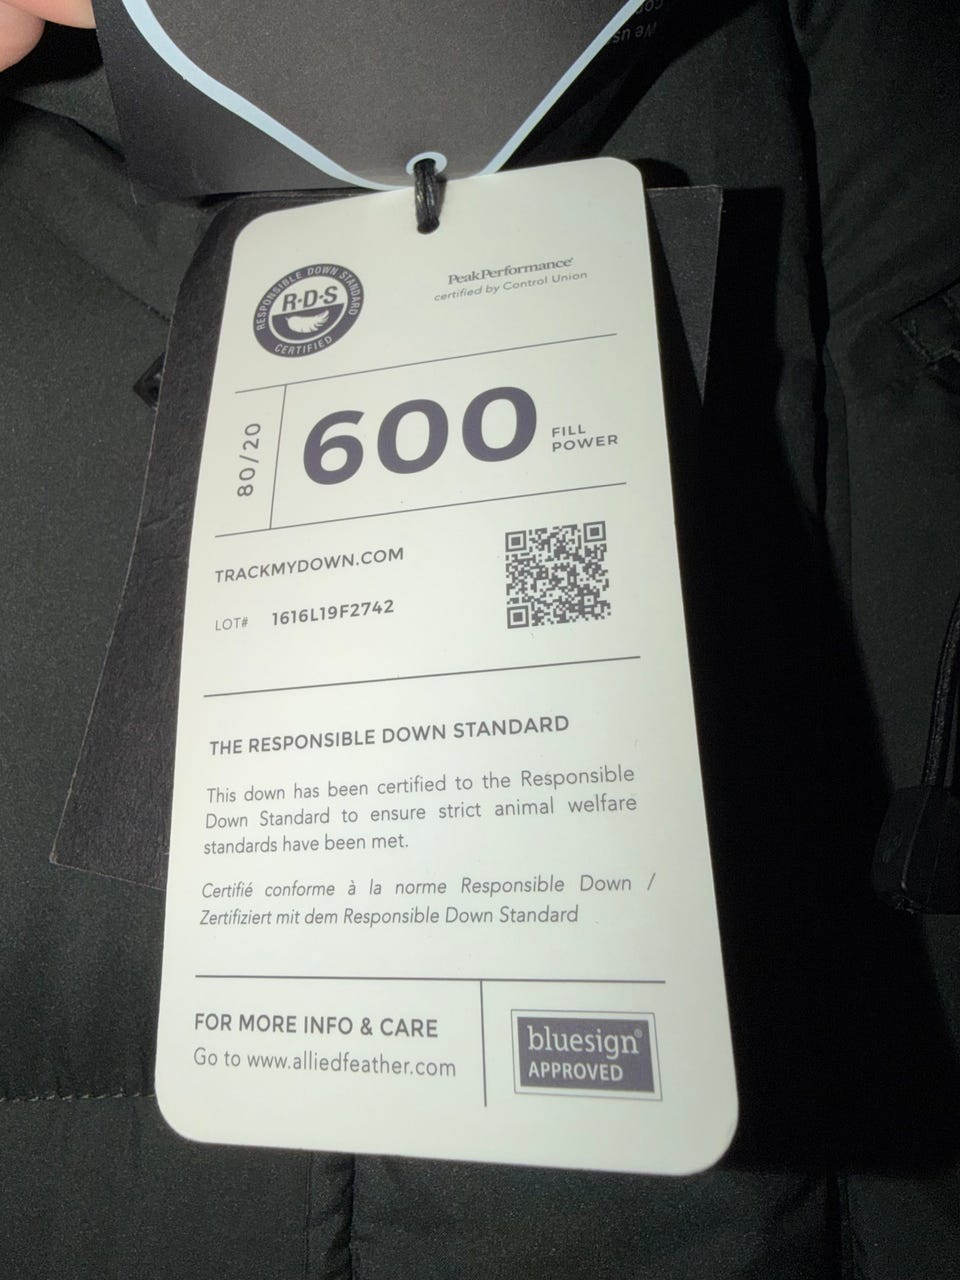 We us
con
RESPONSIBLE DOWN STANDARD
R·D·S
CERTIFIED
PeakPerformance®
certified by Control Union
80/20
600
FILL
POWER
TRACKMYDOWN.COM
LOT# 1616L19F2742
THE RESPONSIBLE DOWN STANDARD
This down has been certified to the Responsible
Down Standard to ensure strict animal welfare
standards have been met.
Certifié conforme à la norme Responsible Down /
Zertifiziert mit dem Responsible Down Standard
FOR MORE INFO & CARE
Go to www.alliedfeather.com
bluesign®
APPROVED